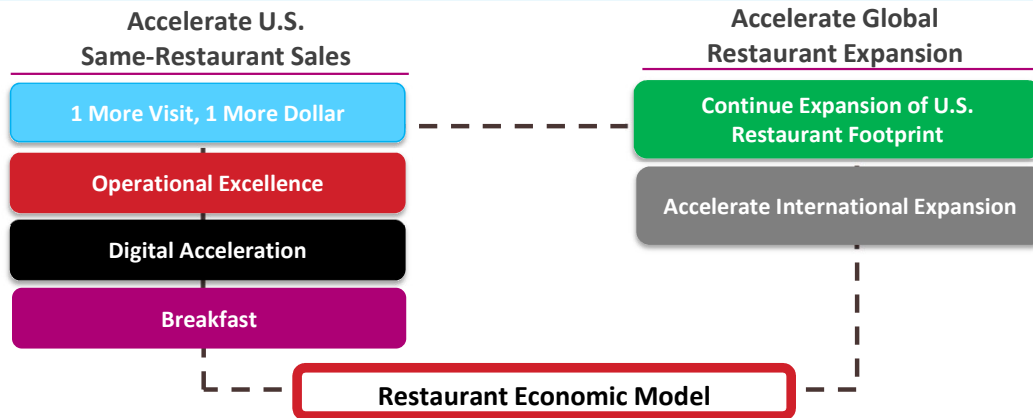 Accelerate U.S.
Same-Restaurant Sales
1 More Visit, 1 More Dollar
Operational Excellence
Digital Acceleration
Breakfast
Accelerate Global
Restaurant Expansion
Continue Expansion of U.S.
Restaurant Footprint
Accelerate International Expansion
Restaurant Economic Model